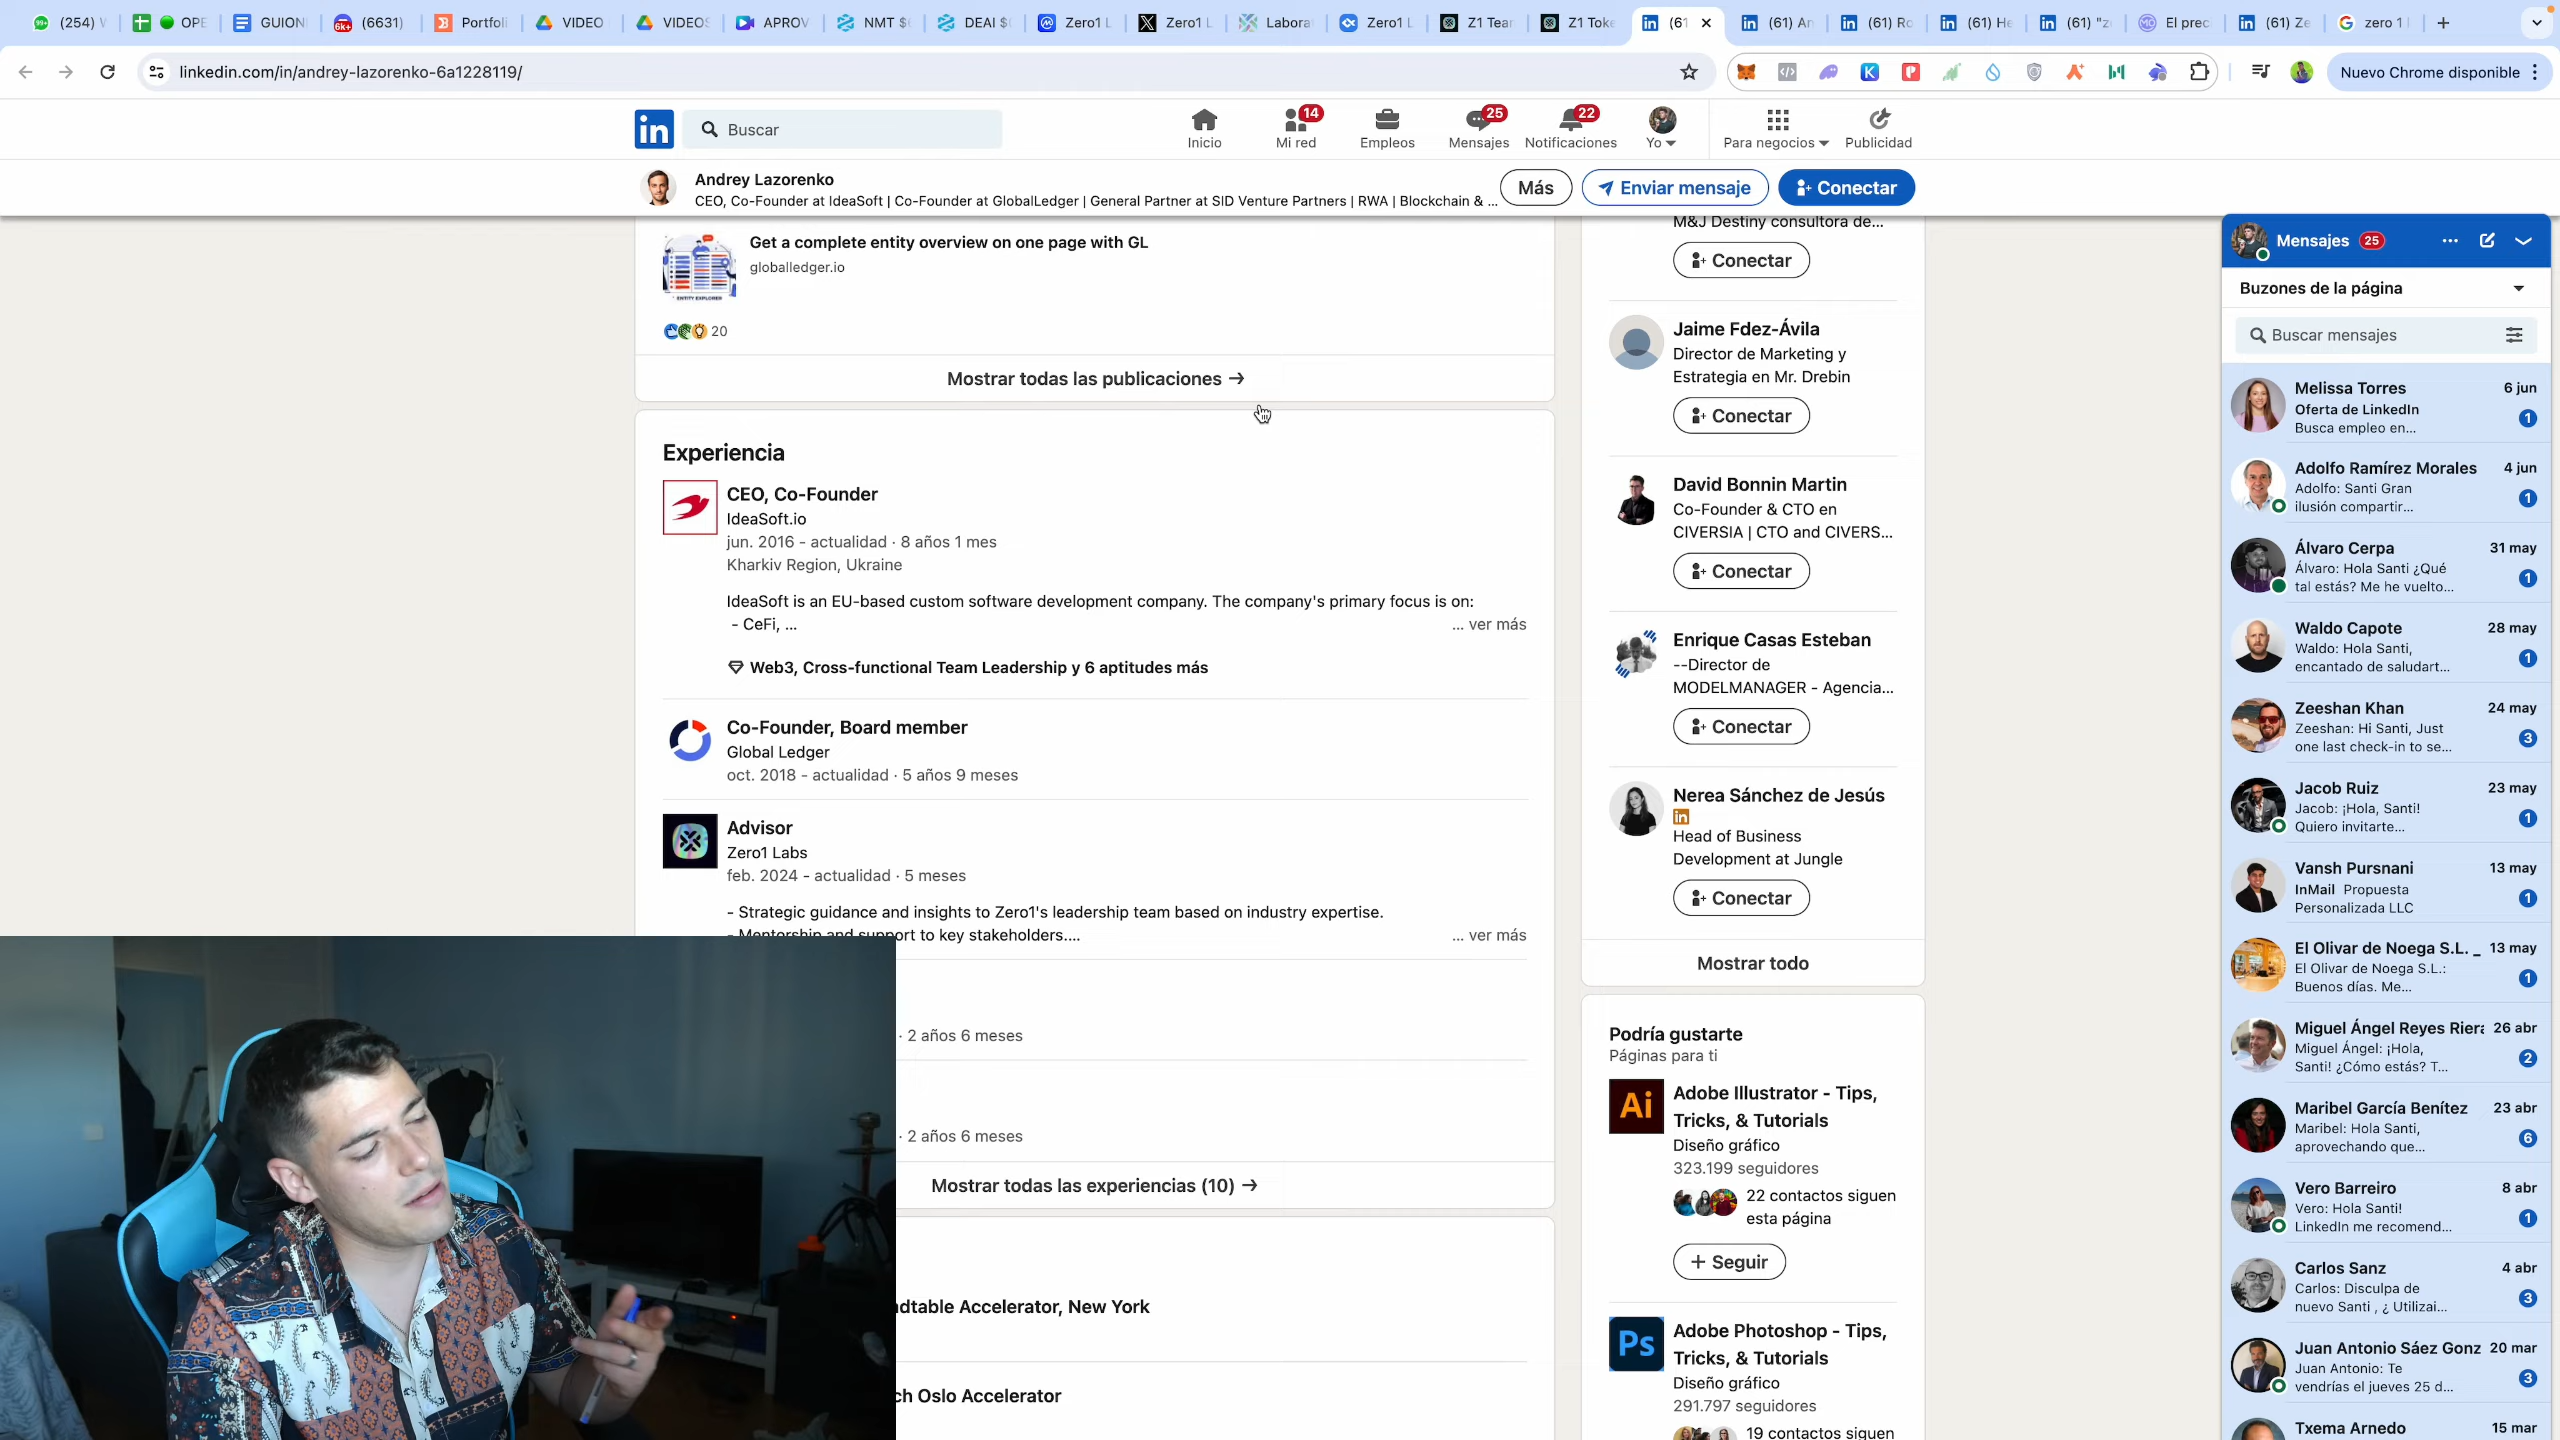 (254) W
OPE
GUION
(6631)
Portfoli
VIDEO
VIDEOS
APROV
NMT $
DEAI $
Zero1 L
Zero1 L
Labora
Zero1 L
Z1 Tea
Z1 Toke
(61
(61) An
(61) Ro
(61) He
(61) "z
El prec
(61) Ze
zero 1 l
linkedin.com/in/andrey-lazorenko-6a1228119/
Nuevo Chrome disponible
in
Buscar
Inicio
14
Mi red
Empleos
25
Mensajes
22
Notificaciones
Yo
Para negocios
Publicidad
Andrey Lazorenko
CEO, Co-Founder at IdeaSoft | Co-Founder at GlobalLedger | General Partner at SID Venture Partners | RWA | Blockchain & ...
Más
Enviar mensaje
Conectar
Get a complete entity overview on one page with GL
globalledger.io
ENTITY EXPLORER
20
Mostrar todas las publicaciones →
Experiencia
CEO, Co-Founder
IdeaSoft.io
jun. 2016 - actualidad · 8 años 1 mes
Kharkiv Region, Ukraine
IdeaSoft is an EU-based custom software development company. The company's primary focus is on:
- CeFi, ...
... ver más
Web3, Cross-functional Team Leadership y 6 aptitudes más
Co-Founder, Board member
Global Ledger
oct. 2018 - actualidad · 5 años 9 meses
Advisor
Zero1 Labs
feb. 2024 - actualidad · 5 meses
- Strategic guidance and insights to Zero1's leadership team based on industry expertise.
- Mentorship and support to key stakeholders....
... ver más
· 2 años 6 meses
· 2 años 6 meses
Mostrar todas las experiencias (10) →
dtable Accelerator, New York
ch Oslo Accelerator
M&J Destiny consultora de...
Conectar
Jaime Fdez-Ávila
Director de Marketing y
Estrategia en Mr. Drebin
Conectar
David Bonnin Martin
Co-Founder & CTO en
CIVERSIA | CTO and CIVERS...
Conectar
Enrique Casas Esteban
--Director de
MODELMANAGER - Agencia...
Conectar
Nerea Sánchez de Jesús
in
Head of Business
Development at Jungle
Conectar
Mostrar todo
Podría gustarte
Páginas para ti
Ai
Adobe Illustrator - Tips,
Tricks, & Tutorials
Diseño gráfico
323.199 seguidores
22 contactos siguen
esta página
+ Seguir
Ps
Adobe Photoshop - Tips,
Tricks, & Tutorials
Diseño gráfico
291.797 seguidores
19 contactos siguen
Mensajes 25
Buzones de la página
Buscar mensajes
Melissa Torres 6 jun
Oferta de LinkedIn
Busca empleo en... 1
Adolfo Ramírez Morales 4 jun
Adolfo: Santi Gran
ilusión compartir... 1
Álvaro Cerpa 31 may
Álvaro: Hola Santi ¿Qué
tal estás? Me he vuelto... 1
Waldo Capote 28 may
Waldo: Hola Santi,
encantado de saludart... 1
Zeeshan Khan 24 may
Zeeshan: Hi Santi, Just
one last check-in to se... 3
Jacob Ruiz 23 may
Jacob: ¡Hola, Santi!
Quiero invitarte... 1
Vansh Pursnani 13 may
InMail Propuesta
Personalizada LLC 1
El Olivar de Noega S.L. _ 13 may
El Olivar de Noega S.L.:
Buenos días. Me... 1
Miguel Ángel Reyes Riera 26 abr
Miguel Ángel: ¡Hola,
Santi! ¿Cómo estás? T... 2
Maribel García Benítez 23 abr
Maribel: Hola Santi,
aprovechando que... 6
Vero Barreiro 8 abr
Vero: Hola Santi!
LinkedIn me recomend... 1
Carlos Sanz 4 abr
Carlos: Disculpa de
nuevo Santi , ¿ Utilizai... 3
Juan Antonio Sáez Gonz 20 mar
Juan Antonio: Te
vendrías el jueves 25 d... 3
Txema Arnedo 15 mar